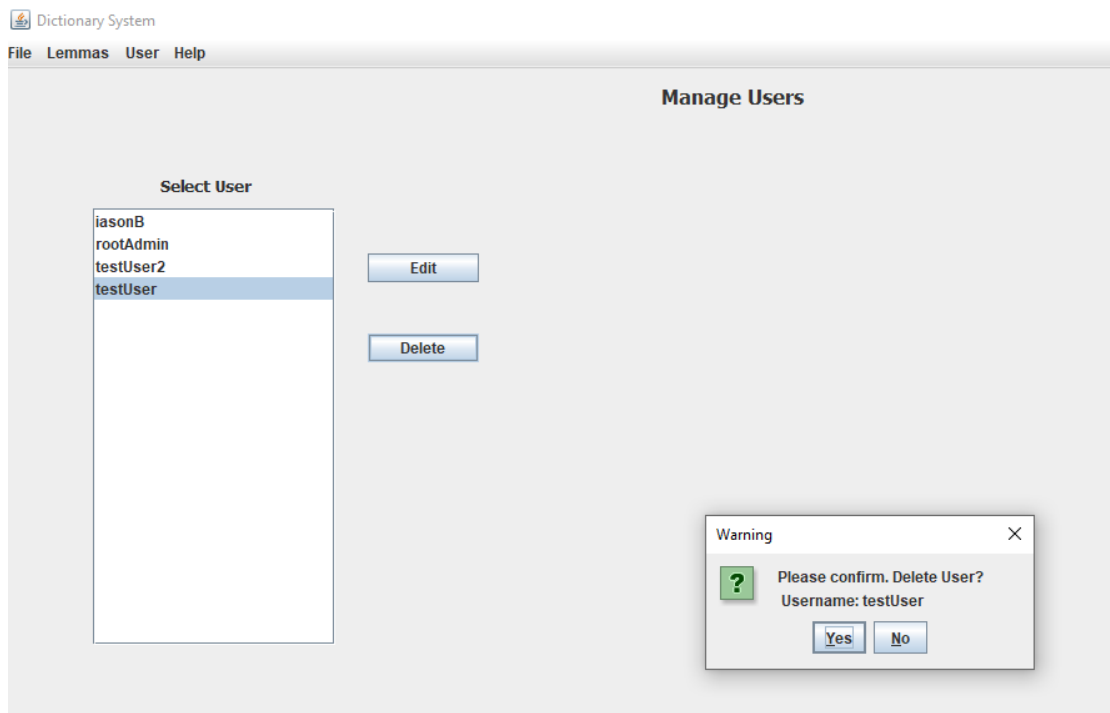 Dictionary System
File Lemmas User Help
Manage Users
Select User
iasonB
rootAdmin
testUser2
testUser
Edit
Delete
Warning
Please confirm. Delete User?
Username: testUser
Yes No